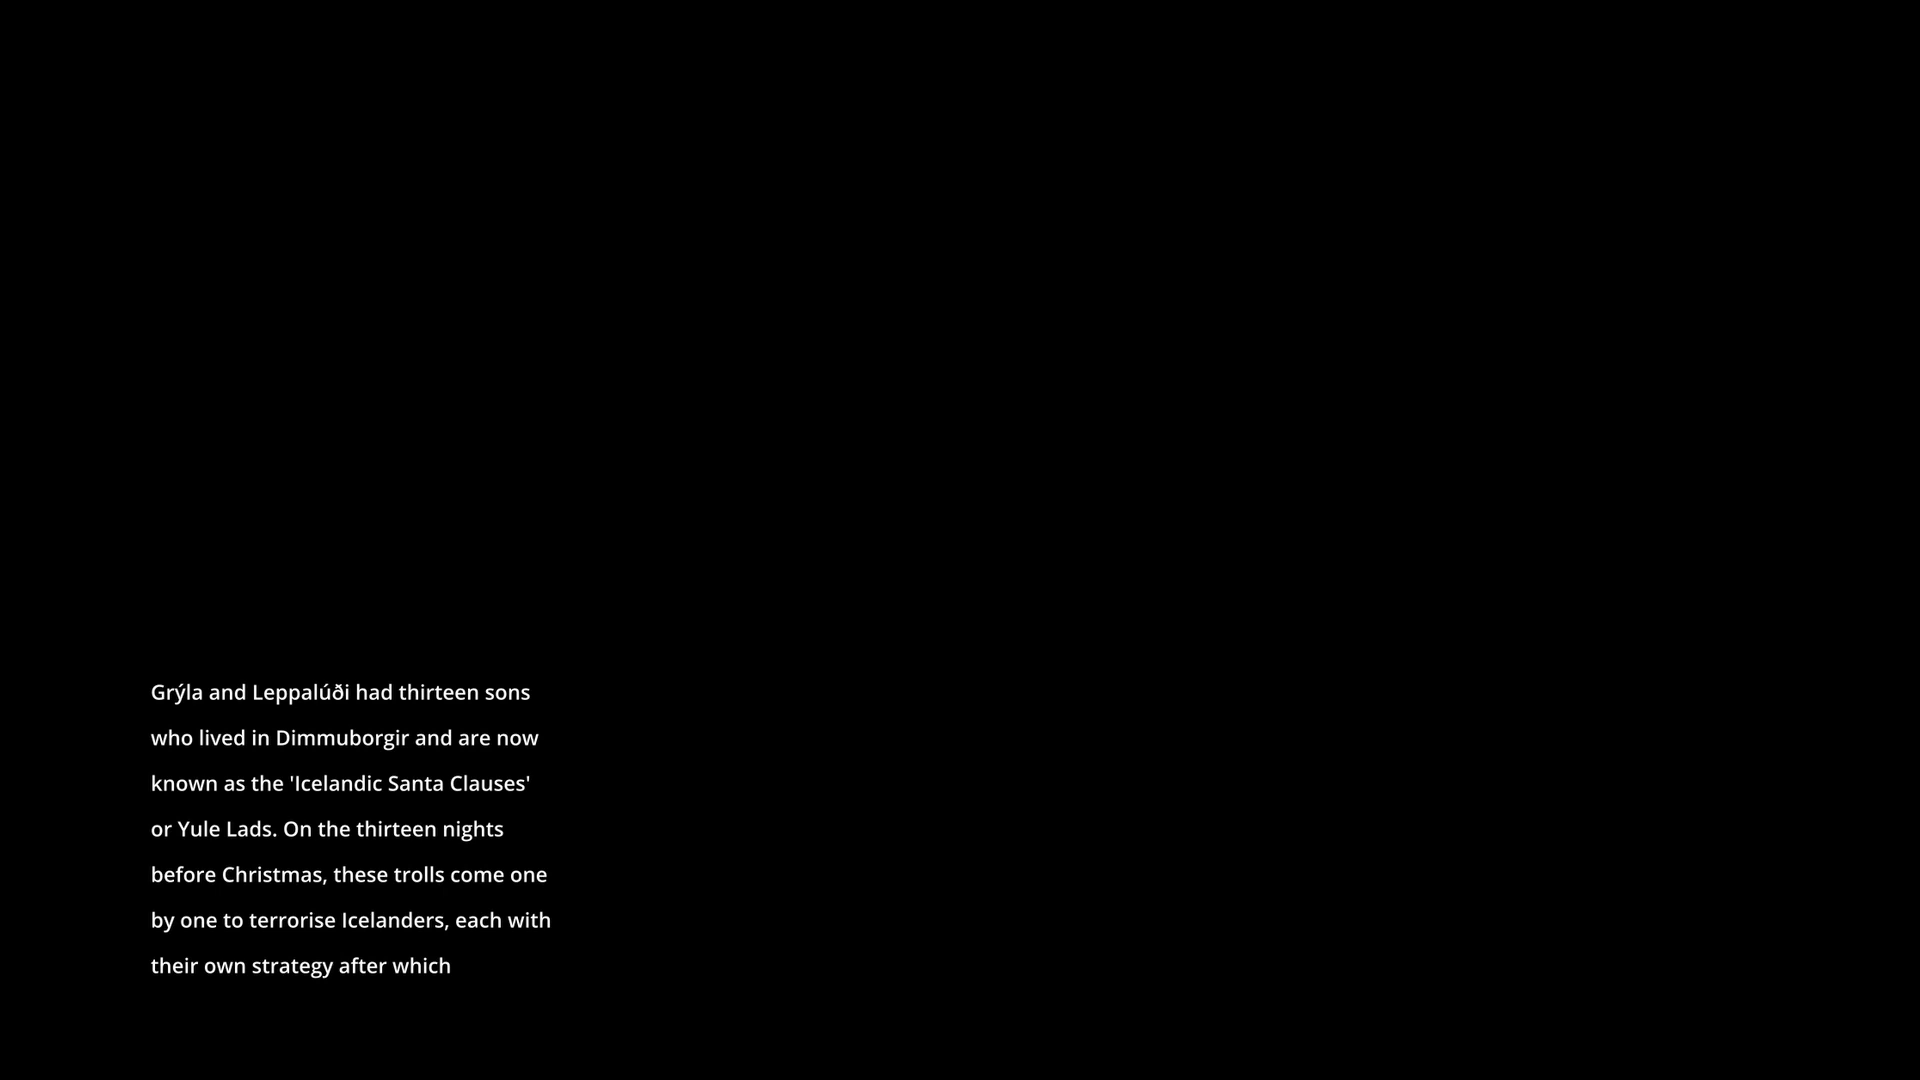 Grýla and Leppalúði had thirteen sons
who lived in Dimmuborgir and are now
known as the 'Icelandic Santa Clauses'
or Yule Lads. On the thirteen nights
before Christmas, these trolls come one
by one to terrorise Icelanders, each with
their own strategy after which